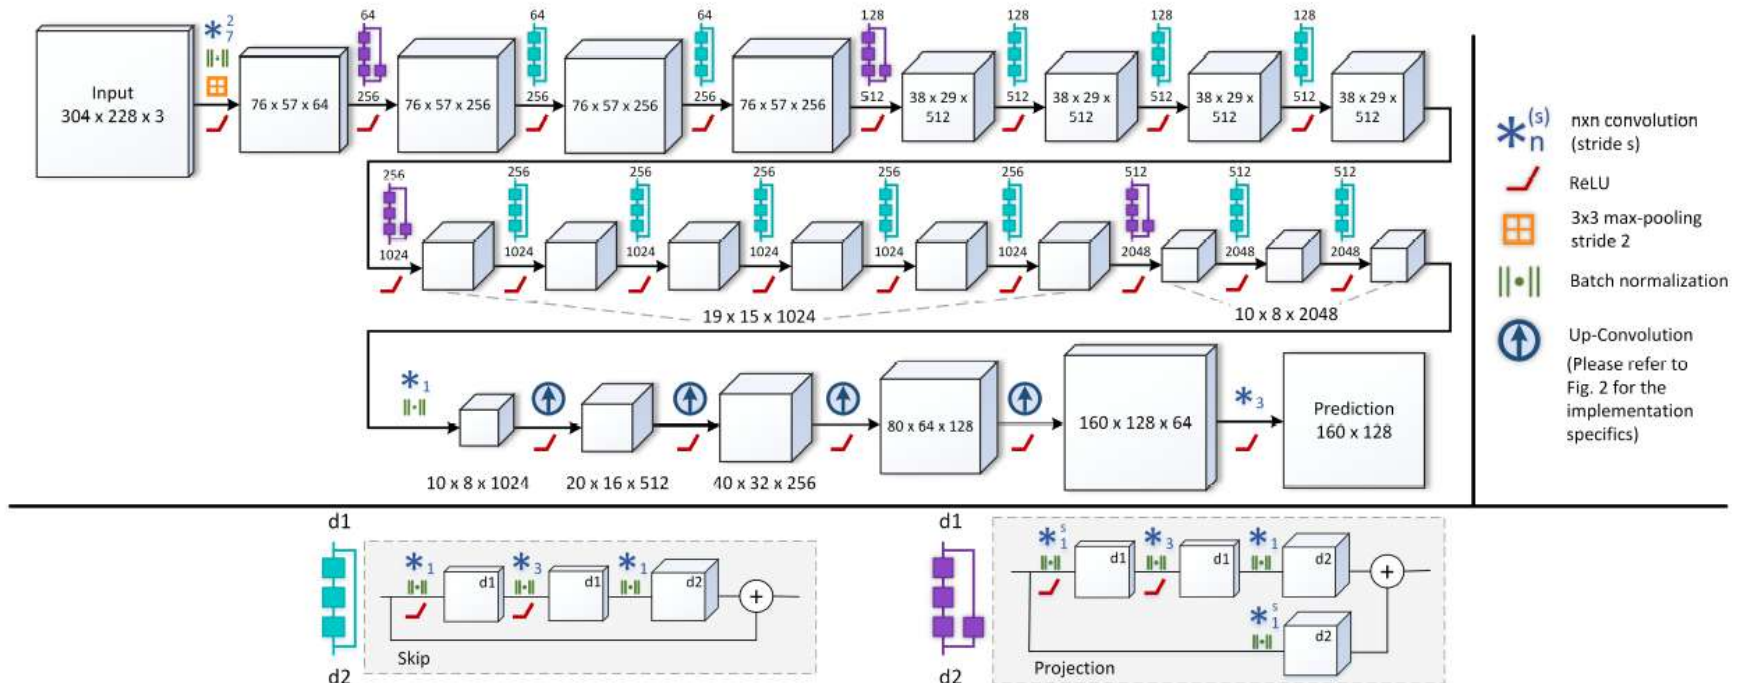 64 64 64 128 128 128 128
2
7
Input
304 x 228 x 3
76 x 57 x 64
256
76 x 57 x 256
256
76 x 57 x 256
256
76 x 57 x 256
512
38 x 29 x
512
512
38 x 29 x
512
512
38 x 29 x
512
512
38 x 29 x
512
256 256 256 256 256 256 512 512 512
1024 1024 1024 1024 1024 1024 2048 2048 2048
19 x 15 x 1024
10 x 8 x 2048
1
80 x 64 x 128
160 x 128 x 64
3
Prediction
160 x 128
10 x 8 x 1024
20 x 16 x 512
40 x 32 x 256
(s)
n
nxn convolution
(stride s)
ReLU
3x3 max-pooling
stride 2
Batch normalization
Up-Convolution
(Please refer to
Fig. 2 for the
implementation
specifics)
d1
1 3 1
d1 d1 d2
+
Skip
d2
d1
s
1 3 1
d1 d1 d2
+
s
1
d2
Projection
d2